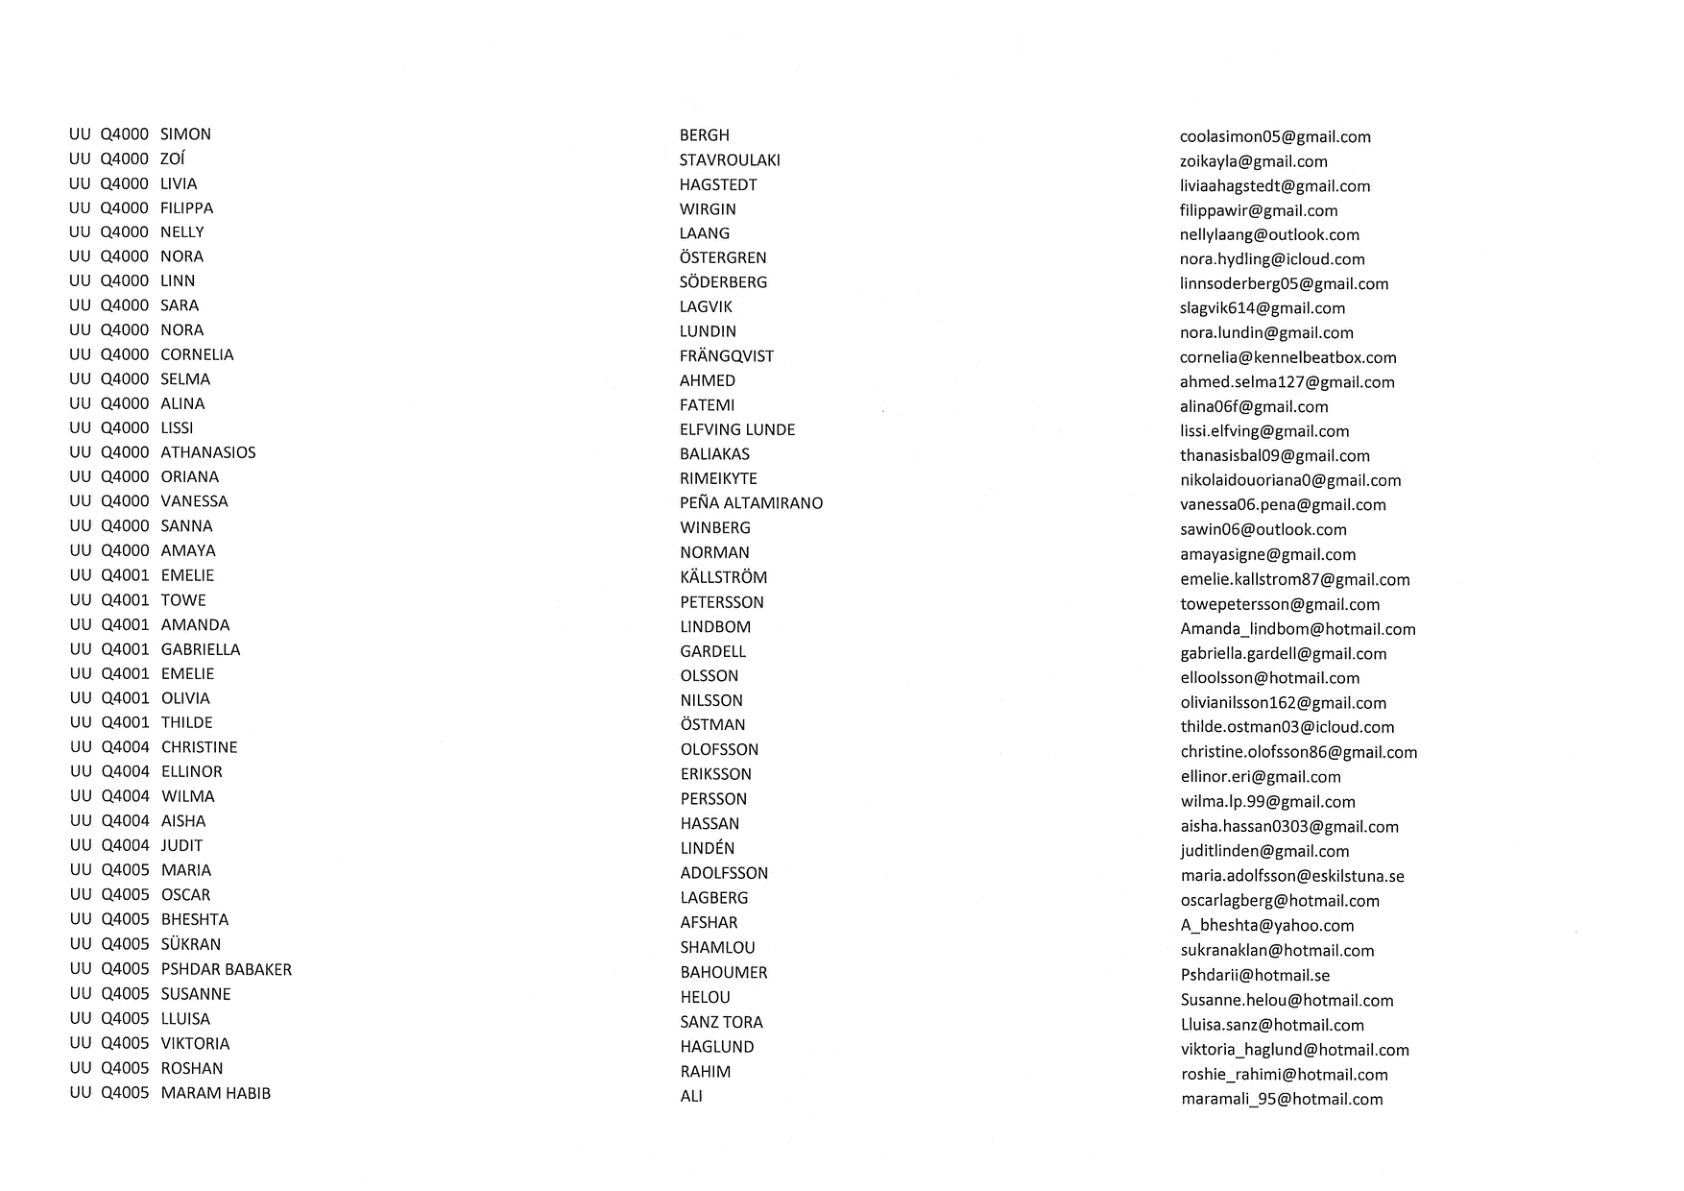 UU Q4000 SIMON BERGH coolasimon05@gmail.com
UU Q4000 ZOÍ STAVROULAKI zoikayla@gmail.com
UU Q4000 LIVIA HAGSTEDT liviaahagstedt@gmail.com
UU Q4000 FILIPPA WIRGIN filippawir@gmail.com
UU Q4000 NELLY LAANG nellylaang@outlook.com
UU Q4000 NORA ÖSTERGREN nora.hydling@icloud.com
UU Q4000 LINN SÖDERBERG linnsoderberg05@gmail.com
UU Q4000 SARA LAGVIK slagvik614@gmail.com
UU Q4000 NORA LUNDIN nora.lundin@gmail.com
UU Q4000 CORNELIA FRÄNGQVIST cornelia@kennelbeatbox.com
UU Q4000 SELMA AHMED ahmed.selma127@gmail.com
UU Q4000 ALINA FATEMI alina06f@gmail.com
UU Q4000 LISSI ELFVING LUNDE lissi.elfving@gmail.com
UU Q4000 ATHANASIOS BALIAKAS thanasisbal09@gmail.com
UU Q4000 ORIANA RIMEIKYTE nikolaidouoriana0@gmail.com
UU Q4000 VANESSA PEÑA ALTAMIRANO vanessa06.pena@gmail.com
UU Q4000 SANNA WINBERG sawin06@outlook.com
UU Q4000 AMAYA NORMAN amayasigne@gmail.com
UU Q4001 EMELIE KÄLLSTRÖM emelie.kallstrom87@gmail.com
UU Q4001 TOWE PETERSSON towepetersson@gmail.com
UU Q4001 AMANDA LINDBOM Amanda_lindbom@hotmail.com
UU Q4001 GABRIELLA GARDELL gabriella.gardell@gmail.com
UU Q4001 EMELIE OLSSON elloolsson@hotmail.com
UU Q4001 OLIVIA NILSSON olivianilsson162@gmail.com
UU Q4001 THILDE ÖSTMAN thilde.ostman03@icloud.com
UU Q4004 CHRISTINE OLOFSSON christine.olofsson86@gmail.com
UU Q4004 ELLINOR ERIKSSON ellinor.eri@gmail.com
UU Q4004 WILMA PERSSON wilma.lp.99@gmail.com
UU Q4004 AISHA HASSAN aisha.hassan0303@gmail.com
UU Q4004 JUDIT LINDÉN juditlinden@gmail.com
UU Q4005 MARIA ADOLFSSON maria.adolfsson@eskilstuna.se
UU Q4005 OSCAR LAGBERG oscarlagberg@hotmail.com
UU Q4005 BHESHTA AFSHAR A_bheshta@yahoo.com
UU Q4005 SÜKRAN SHAMLOU sukranaklan@hotmail.com
UU Q4005 PSHDAR BABAKER BAHOUMER Pshdarii@hotmail.se
UU Q4005 SUSANNE HELOU Susanne.helou@hotmail.com
UU Q4005 LLUISA SANZ TORA Lluisa.sanz@hotmail.com
UU Q4005 VIKTORIA HAGLUND viktoria_haglund@hotmail.com
UU Q4005 ROSHAN RAHIM roshie_rahimi@hotmail.com
UU Q4005 MARAM HABIB ALI maramali_95@hotmail.com